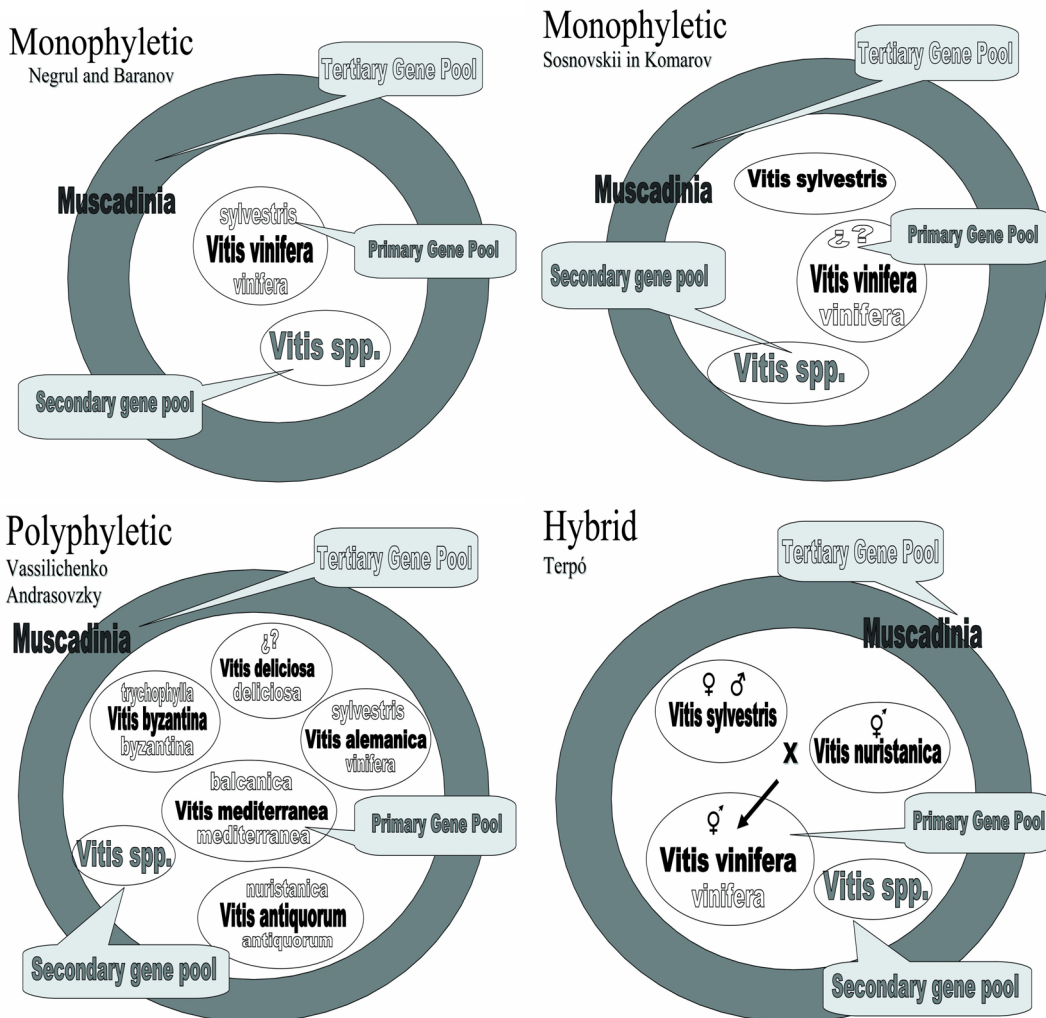 Monophyletic
Negrul and Baranov
Tertiary Gene Pool
Muscadinia
sylvestris
Vitis vinifera
vinifera
Primary Gene Pool
Vitis spp.
Secondary gene pool
Monophyletic
Sosnovskii in Komarov
Tertiary Gene Pool
Muscadinia
Vitis sylvestris
¿?
Primary Gene Pool
Secondary gene pool
Vitis vinifera
vinifera
Vitis spp.
Polyphyletic
Vassilichenko
Andrasovzky
Tertiary Gene Pool
Muscadinia
¿?
Vitis deliciosa
deliciosa
trychophylla
Vitis byzantina
byzantina
sylvestris
Vitis alemanica
vinifera
balcanica
Vitis mediterranea
mediterranea
Primary Gene Pool
Vitis spp.
nuristanica
Vitis antiquorum
antiquorum
Secondary gene pool
Hybrid
Terpó
Tertiary Gene Pool
Muscadinia
♀ ♂
Vitis sylvestris
X
⚥
Vitis nuristanica
⚥
Vitis vinifera
vinifera
Primary Gene Pool
Vitis spp.
Secondary gene pool